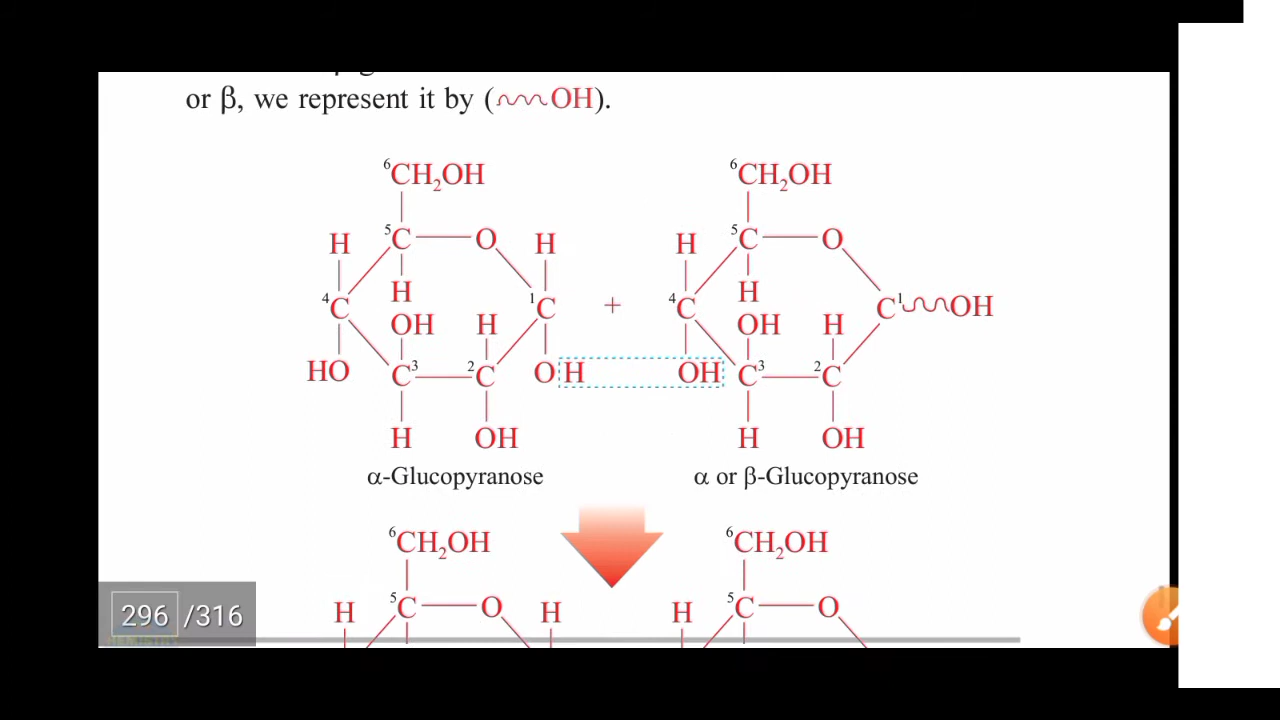 or β, we represent it by (OH).
⁶CH₂OH ⁶CH₂OH
H ⁵C O H H ⁵C O
⁴C H ¹C + ⁴C H C¹ OH
OH H OH H
HO C³ ²C OH OH C³ ²C
H OH H OH
α-Glucopyranose α or β-Glucopyranose
⁶CH₂OH ⁶CH₂OH
H ⁵C O H H ⁵C O
296 /316